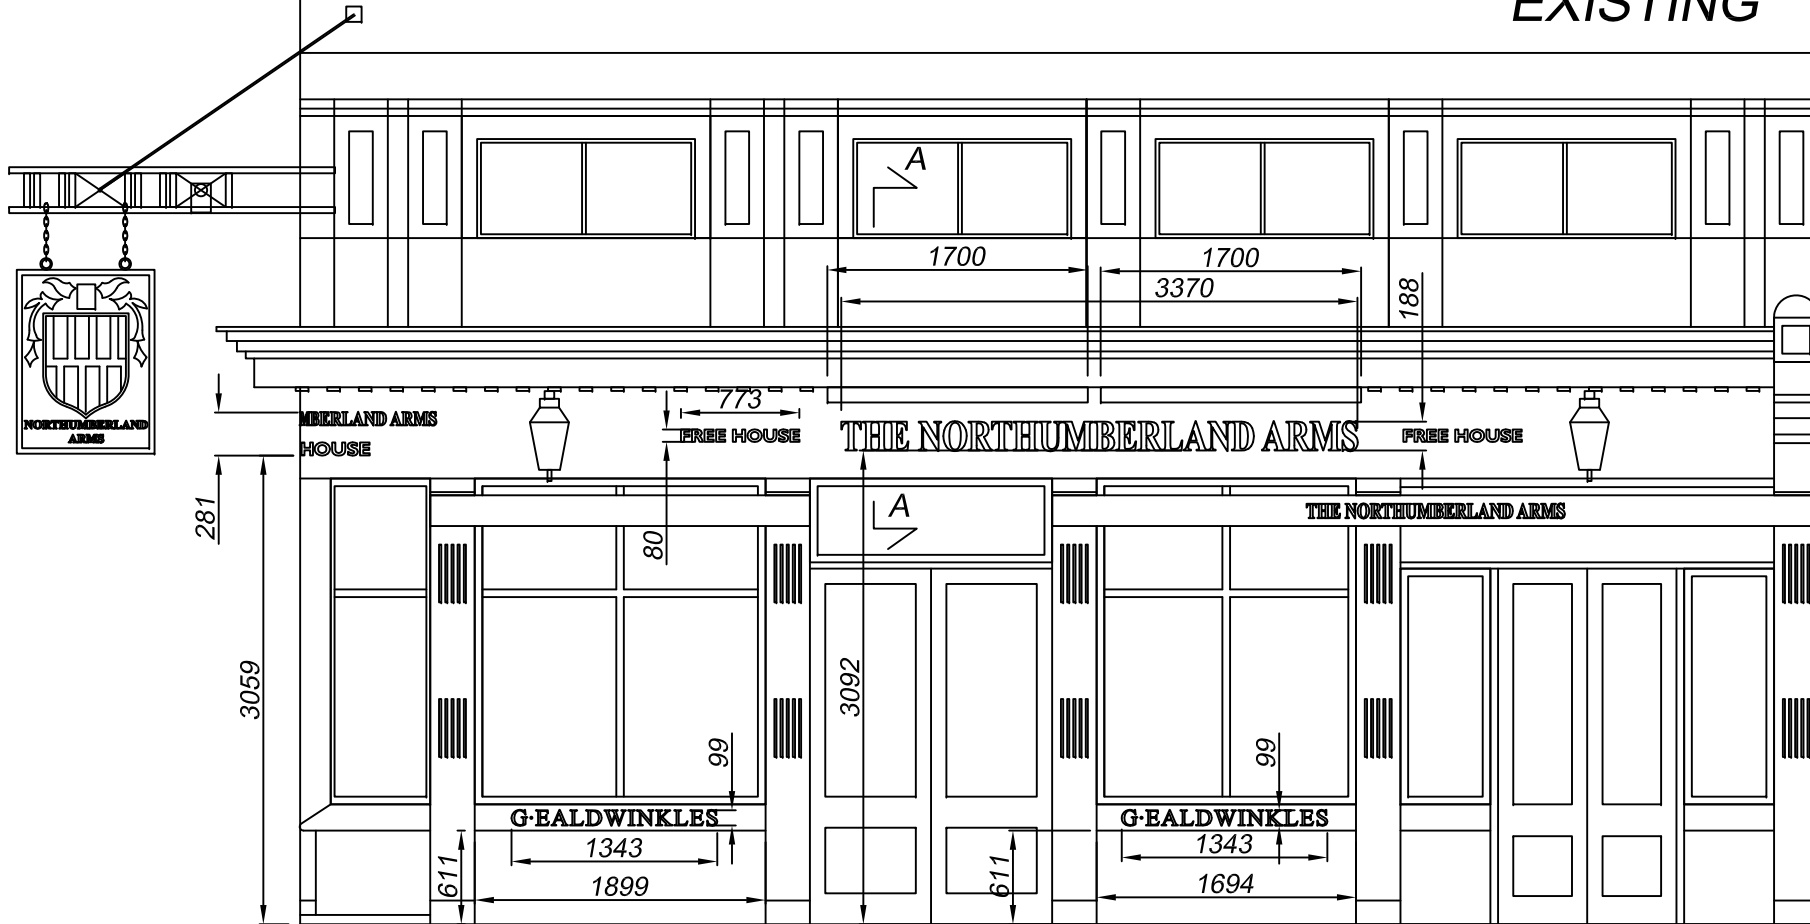 EXISTING
A
1700
1700
3370
188
773
MBERLAND ARMS
HOUSE
FREE HOUSE
THE NORTHUMBERLAND ARMS
FREE HOUSE
NORTHUMBERLAND
ARMS
281
80
A
THE NORTHUMBERLAND ARMS
3059
3092
99
99
G·EALDWINKLES
G·EALDWINKLES
1343
1343
611
1899
611
1694